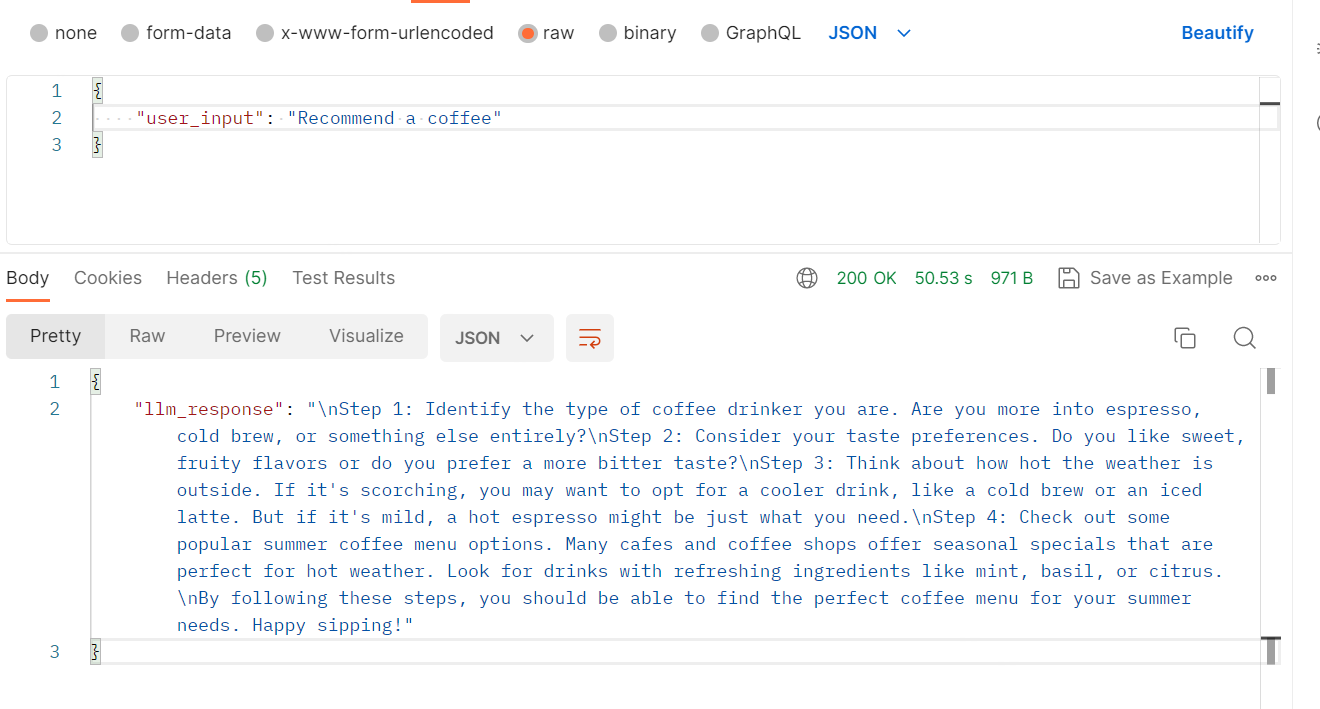 none form-data x-www-form-urlencoded raw binary GraphQL JSON Beautify
1 {
2 "user_input": "Recommend a coffee"
3 }
Body Cookies Headers (5) Test Results 200 OK 50.53 s 971 B Save as Example
Pretty Raw Preview Visualize JSON
1 {
2 "llm_response": "\nStep 1: Identify the type of coffee drinker you are. Are you more into espresso,
cold brew, or something else entirely?\nStep 2: Consider your taste preferences. Do you like sweet,
fruity flavors or do you prefer a more bitter taste?\nStep 3: Think about how hot the weather is
outside. If it's scorching, you may want to opt for a cooler drink, like a cold brew or an iced
latte. But if it's mild, a hot espresso might be just what you need.\nStep 4: Check out some
popular summer coffee menu options. Many cafes and coffee shops offer seasonal specials that are
perfect for hot weather. Look for drinks with refreshing ingredients like mint, basil, or citrus.
\nBy following these steps, you should be able to find the perfect coffee menu for your summer
needs. Happy sipping!"
3 }